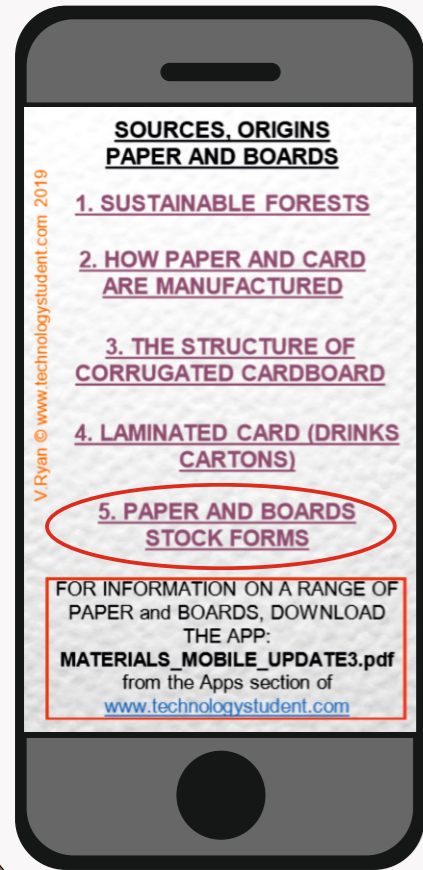 SOURCES, ORIGINS
PAPER AND BOARDS
V.Ryan © www.technologystudent.com 2019
1. SUSTAINABLE FORESTS
2. HOW PAPER AND CARD
ARE MANUFACTURED
3. THE STRUCTURE OF
CORRUGATED CARDBOARD
4. LAMINATED CARD (DRINKS
CARTONS)
5. PAPER AND BOARDS
STOCK FORMS
FOR INFORMATION ON A RANGE OF
PAPER and BOARDS, DOWNLOAD
THE APP:
MATERIALS_MOBILE_UPDATE3.pdf
from the Apps section of
www.technologystudent.com